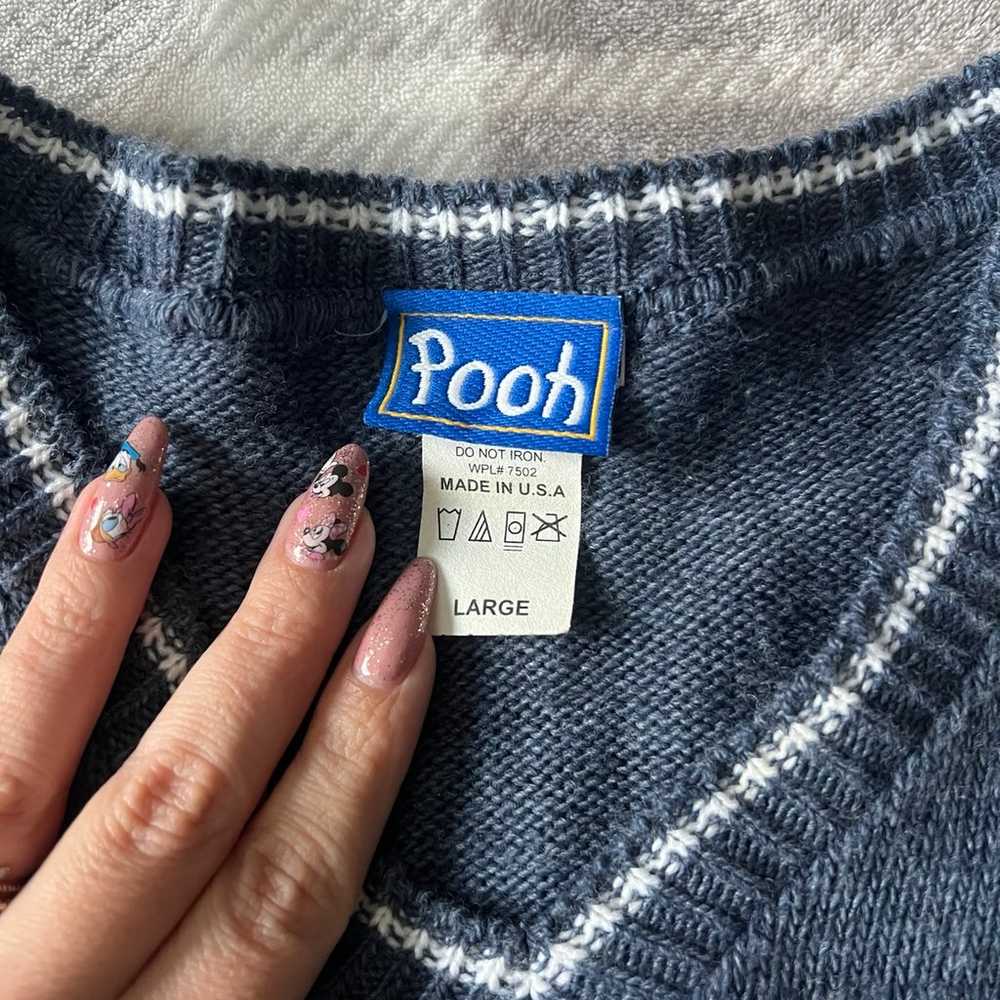 Pooh
DO NOT IRON.
WPL# 7502
MADE IN U.S.A
LARGE